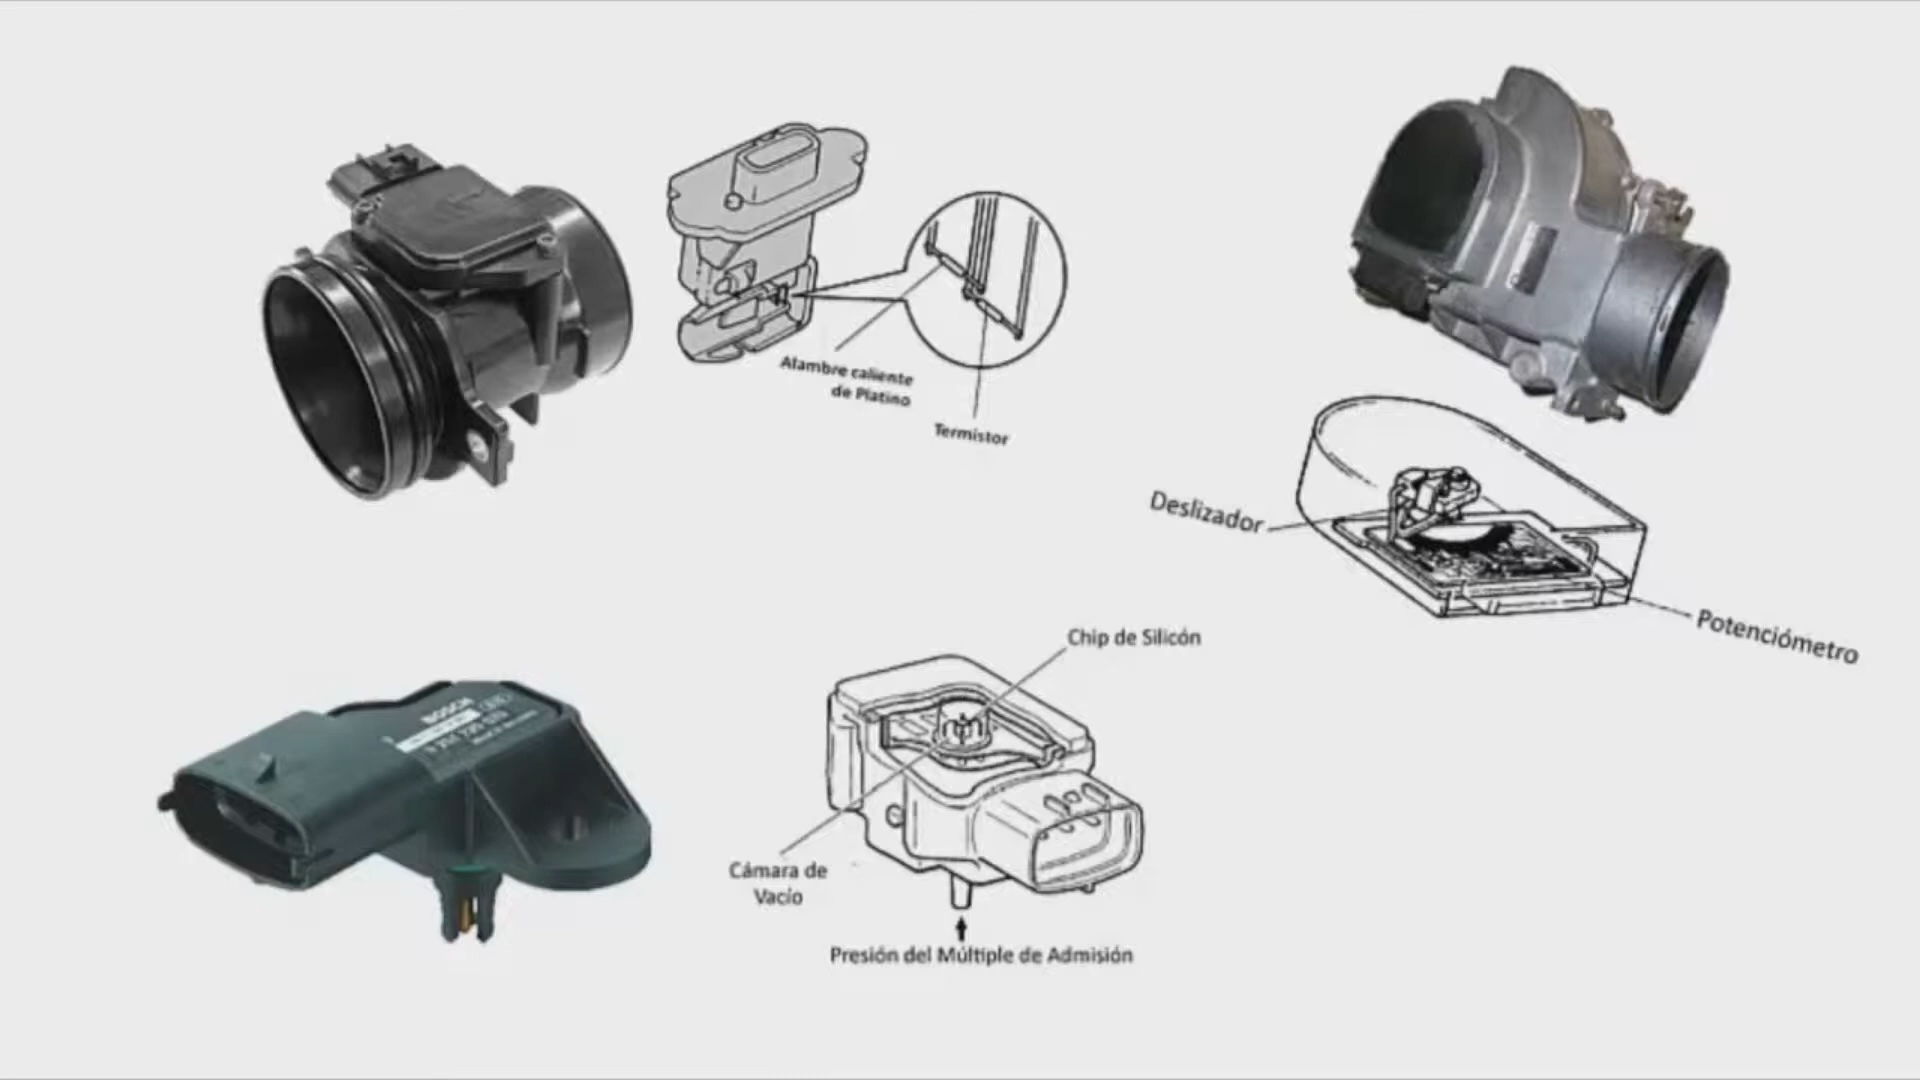 Alambre caliente
de Platino
Termistor
Deslizador
Potenciómetro
Chip de Silicón
BOSCH
Cámara de
Vacío
Presión del Múltiple de Admisión